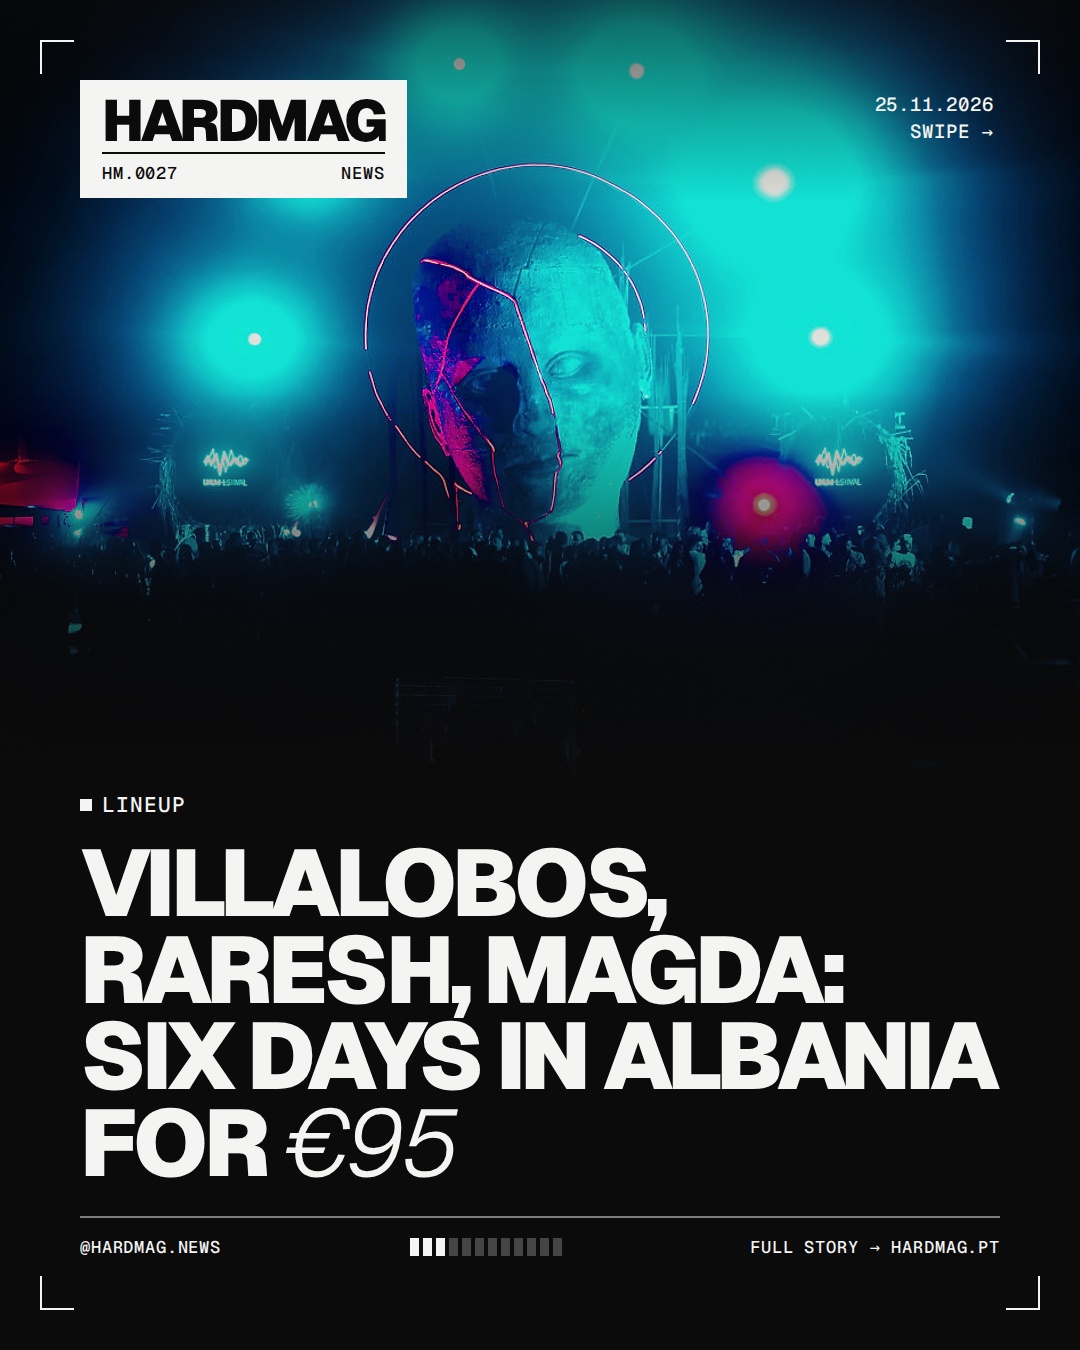 HARDMAG
HM.0027 NEWS
25.11.2026
SWIPE →
LINEUP
VILLALOBOS,
RARESH, MAGDA:
SIX DAYS IN ALBANIA
FOR €95
@HARDMAG.NEWS
FULL STORY → HARDMAG.PT